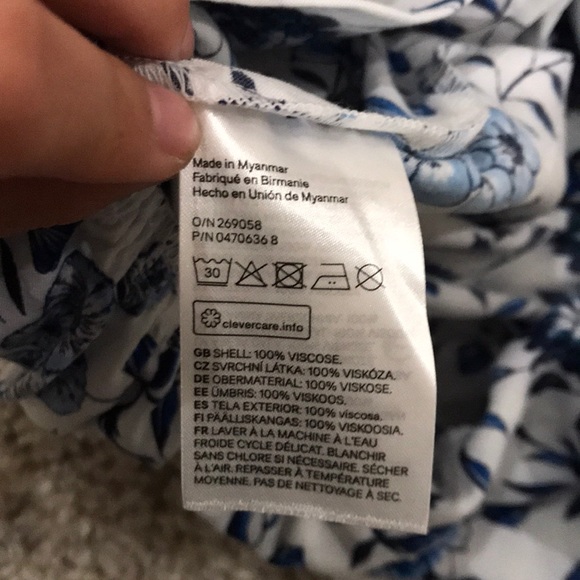 Made in Myanmar
Fabriqué en Birmanie
Hecho en Unión de Myanmar
O/N 269058
P/N 0470636 8
30
clevercare.info
GB SHELL: 100% VISCOSE.
CZ SVRCHNÍ LÁTKA: 100% VISKÓZA.
DE OBERMATERIAL: 100% VISKOSE.
EE ÜMBRIS: 100% VISKOOS.
ES TELA EXTERIOR: 100% viscosa.
FI PÄÄLLISKANGAS: 100% VISKOOSIA.
FR LAVER À LA MACHINE À L'EAU
FROIDE CYCLE DÉLICAT. BLANCHIR
SANS CHLORE SI NÉCESSAIRE. SÉCHER
À L'AIR. REPASSER À TEMPÉRATURE
MOYENNE. PAS DE NETTOYAGE À SEC.